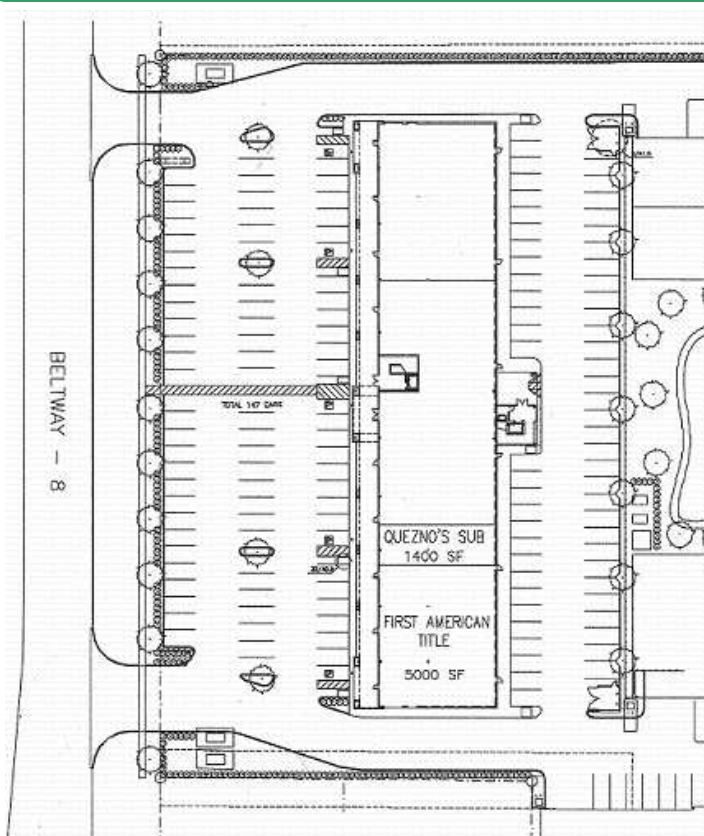 BELTWAY - 8
TOTAL 147 CARS
QUEZNO'S SUB
1400 SF
FIRST AMERICAN
TITLE
5000 SF